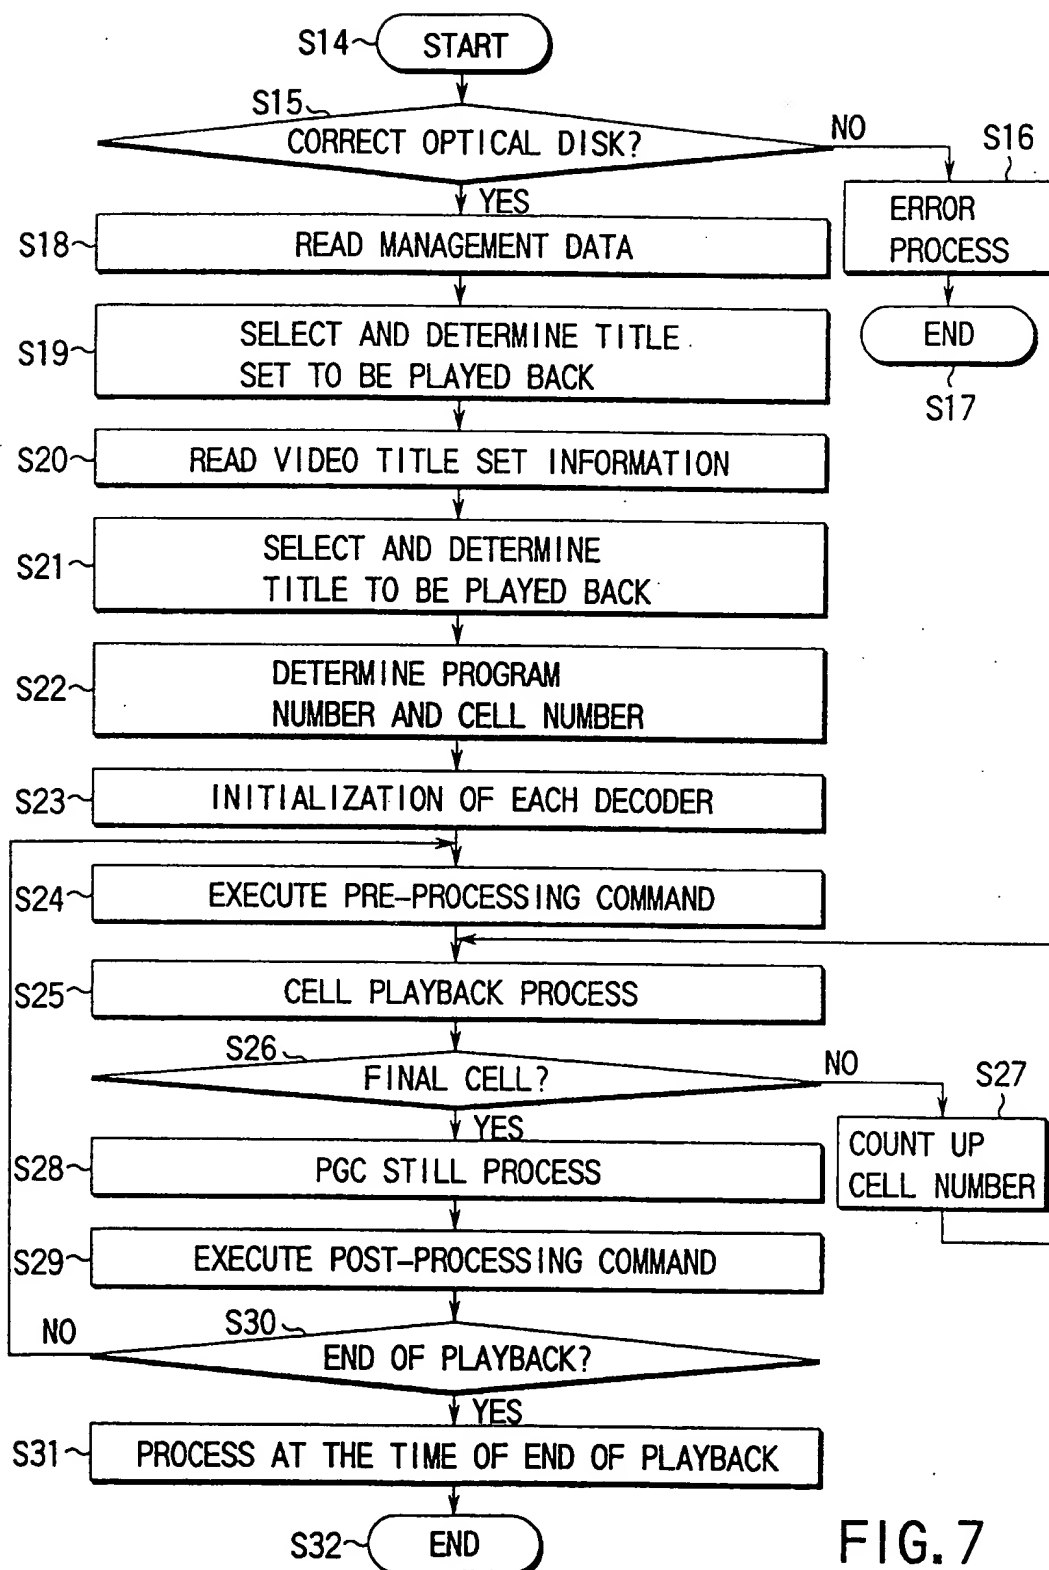 S14
START
S15
CORRECT OPTICAL DISK?
NO
S16
YES
ERROR
PROCESS
S18
READ MANAGEMENT DATA
END
S17
S19
SELECT AND DETERMINE TITLE
SET TO BE PLAYED BACK
S20
READ VIDEO TITLE SET INFORMATION
S21
SELECT AND DETERMINE
TITLE TO BE PLAYED BACK
S22
DETERMINE PROGRAM
NUMBER AND CELL NUMBER
S23
INITIALIZATION OF EACH DECODER
S24
EXECUTE PRE-PROCESSING COMMAND
S25
CELL PLAYBACK PROCESS
S26
FINAL CELL?
NO
S27
YES
COUNT UP
CELL NUMBER
S28
PGC STILL PROCESS
S29
EXECUTE POST-PROCESSING COMMAND
S30
NO
END OF PLAYBACK?
YES
S31
PROCESS AT THE TIME OF END OF PLAYBACK
S32
END
FIG. 7